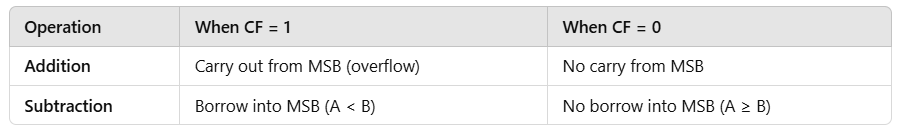 Operation When CF = 1 When CF = 0
Addition Carry out from MSB (overflow) No carry from MSB
Subtraction Borrow into MSB (A < B) No borrow into MSB (A ≥ B)